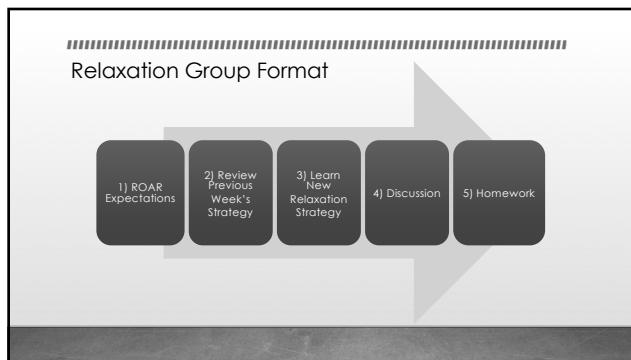 Relaxation Group Format
1) ROAR
Expectations
2) Review
Previous
Week's
Strategy
3) Learn
New
Relaxation
Strategy
4) Discussion
5) Homework